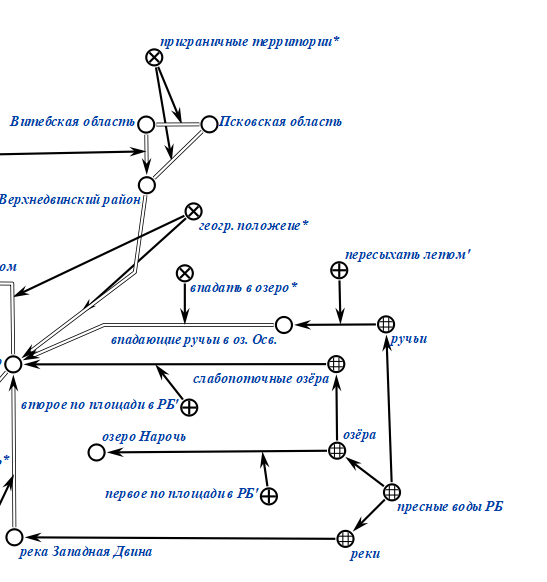 приграничные территории*
Витебская область
Псковская область
Верхнедвинский район
геогр. положеие*
пересыхать летом'
ом
впадать в озеро*
впадающие ручьи в оз. Осв.
ручьи
слабопоточные озёра
второе по площади в РБ'
озеро Нарочь
озёра
*
первое по площади в РБ'
пресные воды РБ
река Западная Двина
реки